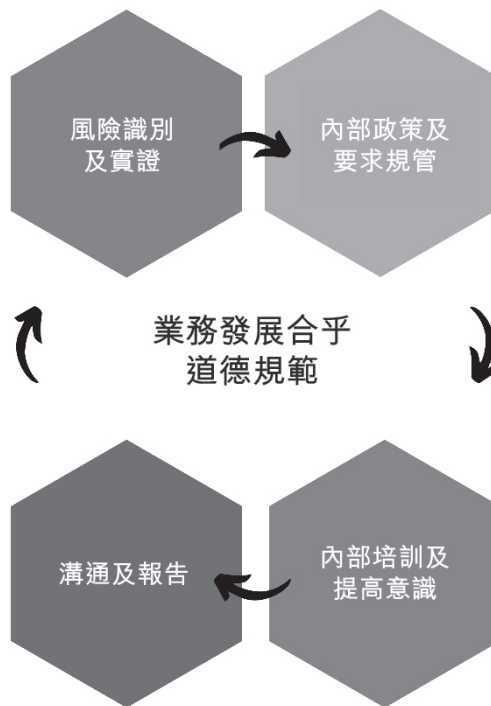 風險識別
及實證
內部政策及
要求規管
業務發展合乎
道德規範
溝通及報告
內部培訓及
提高意識